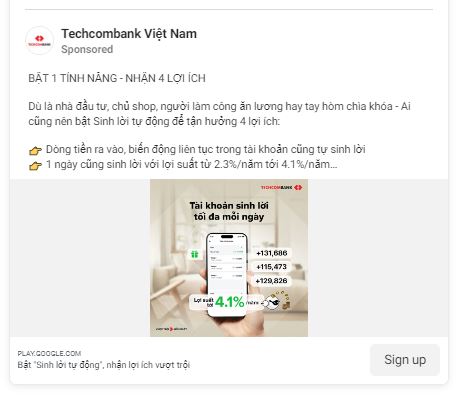 Techcombank Việt Nam
Sponsored
BẬT 1 TÍNH NĂNG - NHẬN 4 LỢI ÍCH
Dù là nhà đầu tư, chủ shop, người làm công ăn lương hay tay hòm chìa khóa - Ai
cũng nên bật Sinh lời tự động để tận hưởng 4 lợi ích:
👉 Dòng tiền ra vào, biến động liên tục trong tài khoản cũng tự sinh lời
👉 1 ngày cũng sinh lời với lợi suất từ 2.3%/năm tới 4.1%/năm...
TECHCOMBANK
Tài khoản sinh lời
tối đa mỗi ngày
+131,686
+115,473
+129,826
Lợi suất
tới 4.1% /năm
PLAY.GOOGLE.COM
Bật "Sinh lời tự động", nhận lợi ích vượt trội
Sign up